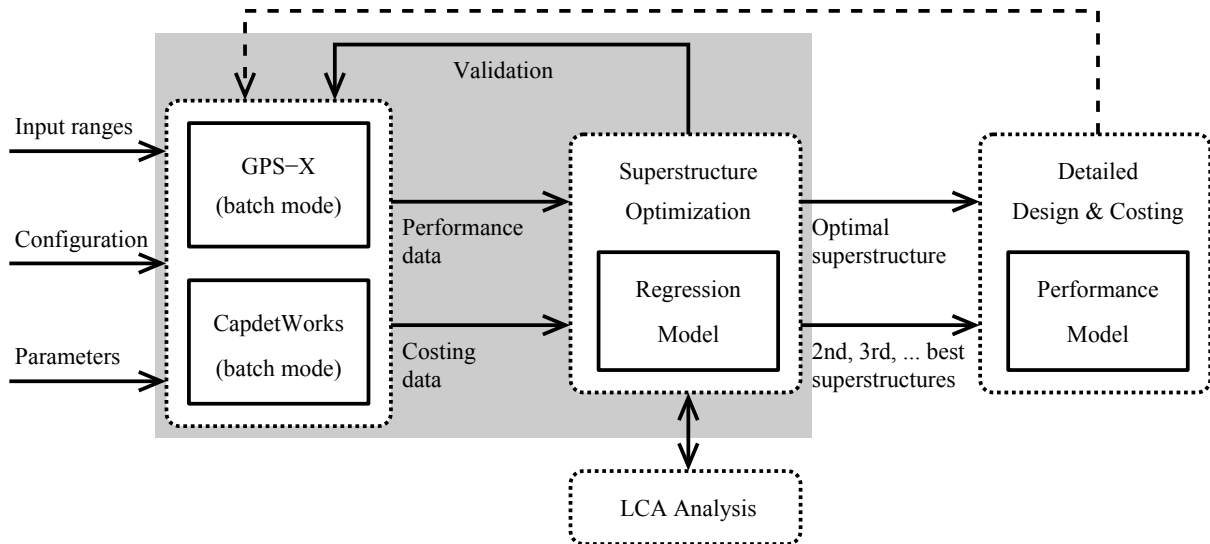 Validation
Input ranges
GPS−X
(batch mode)
Configuration
CapdetWorks
(batch mode)
Parameters
Performance
data
Costing
data
Superstructure
Optimization
Regression
Model
Optimal
superstructure
2nd, 3rd, ... best
superstructures
Detailed
Design & Costing
Performance
Model
LCA Analysis